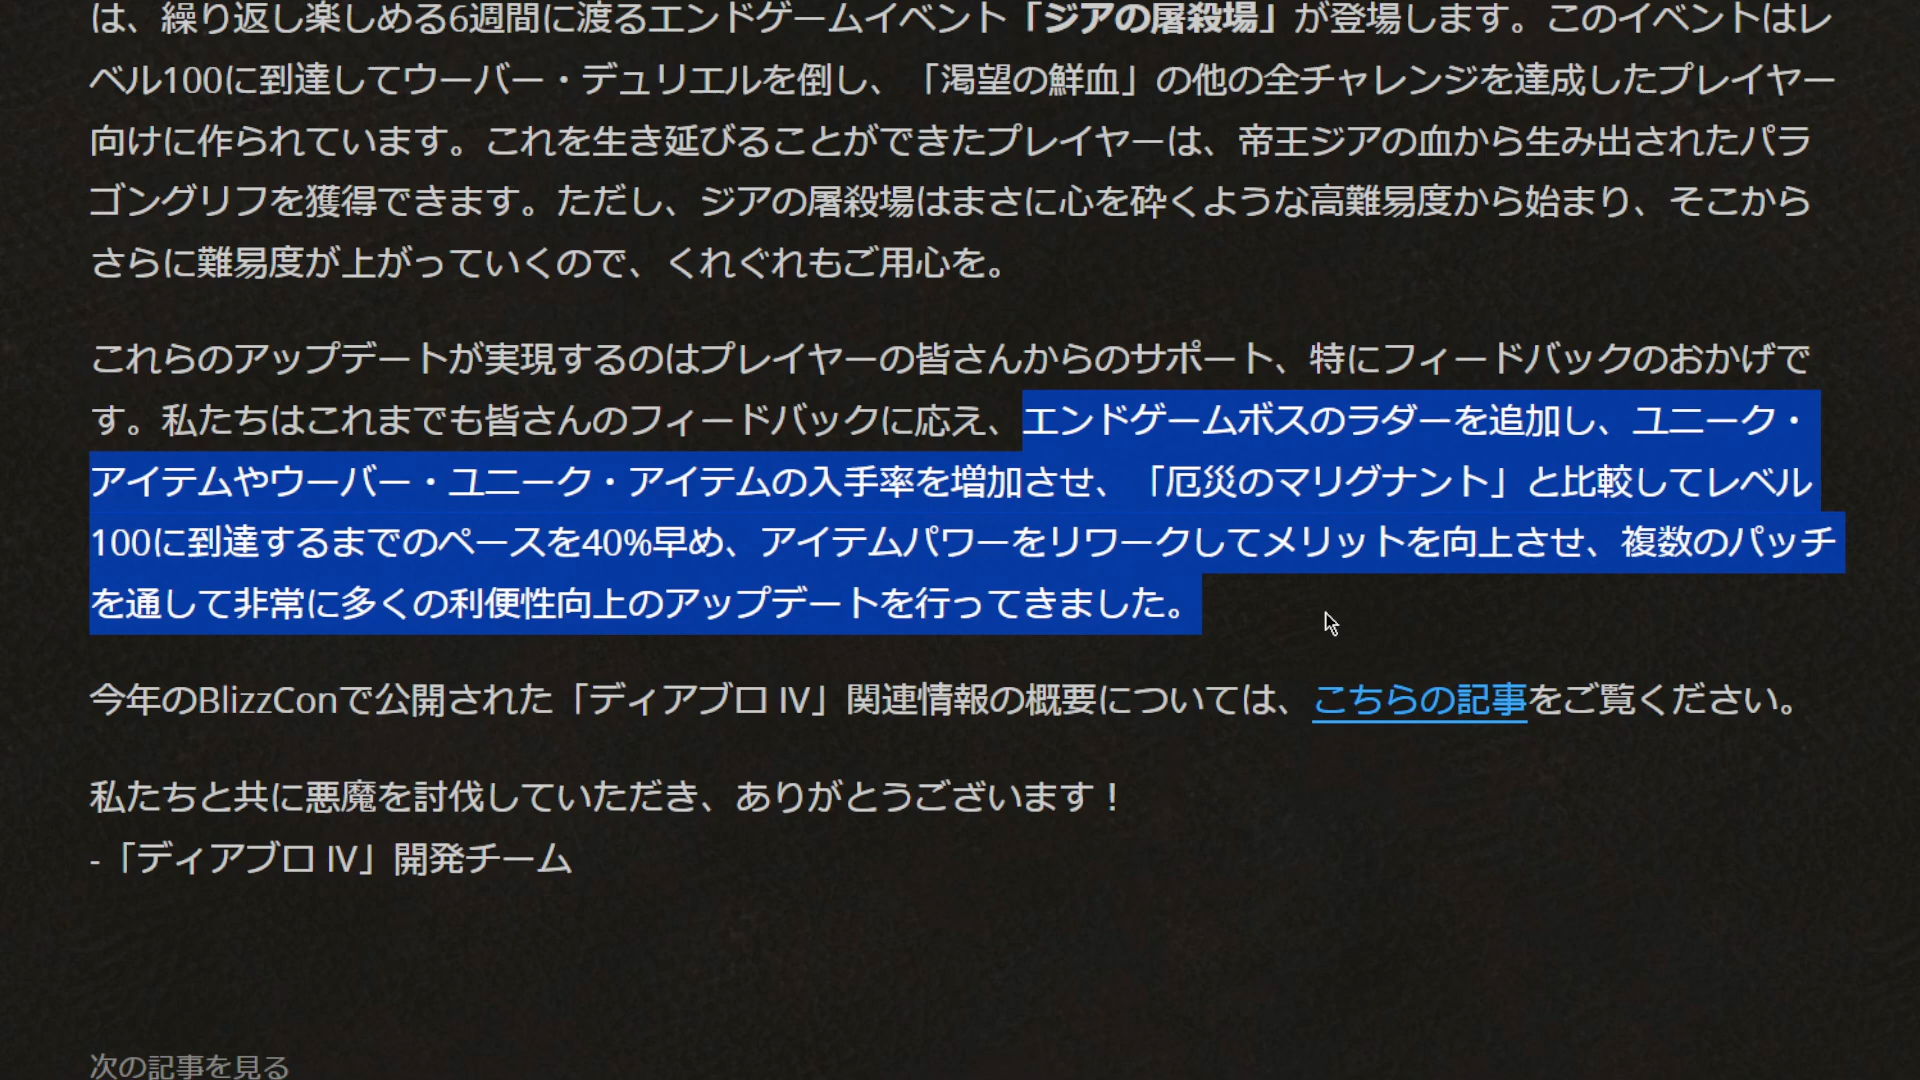 は、繰り返し楽しめる6週間に渡るエンドゲームイベント「ジアの屠殺場」が登場します。このイベントはレ
ベル100に到達してウーバー・デュリエルを倒し、「渇望の鮮血」の他の全チャレンジを達成したプレイヤー
向けに作られています。これを生き延びることができたプレイヤーは、帝王ジアの血から生み出されたパラ
ゴングリフを獲得できます。ただし、ジアの屠殺場はまさに心を砕くような高難易度から始まり、そこから
さらに難易度が上がっていくので、くれぐれもご用心を。
これらのアップデートが実現するのはプレイヤーの皆さんからのサポート、特にフィードバックのおかげで
す。私たちはこれまでも皆さんのフィードバックに応え、エンドゲームボスのラダーを追加し、ユニーク・
アイテムやウーバー・ユニーク・アイテムの入手率を増加させ、「厄災のマリグナント」と比較してレベル
100に到達するまでのペースを40%早め、アイテムパワーをリワークしてメリットを向上させ、複数のパッチ
を通して非常に多くの利便性向上のアップデートを行ってきました。
今年のBlizzConで公開された「ディアブロ IV」関連情報の概要については、こちらの記事をご覧ください。
私たちと共に悪魔を討伐していただき、ありがとうございます！
-「ディアブロ IV」開発チーム
次の記事を見る